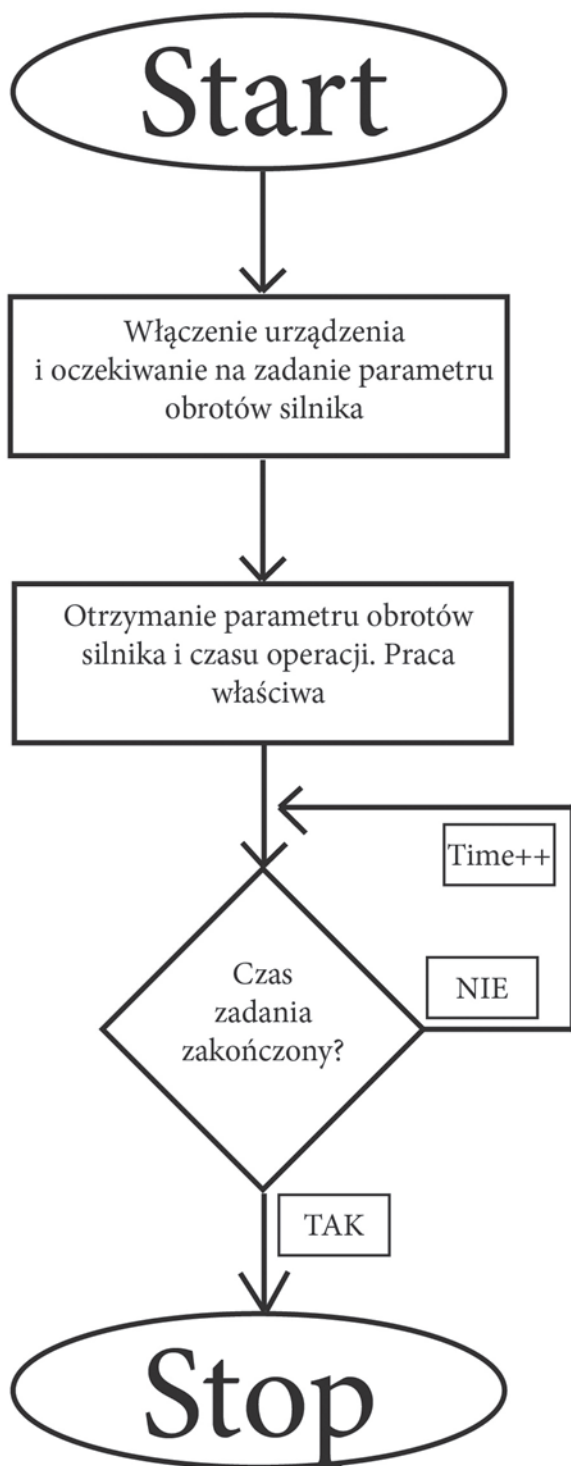 Start
Włączenie urządzenia
i oczekiwanie na zadanie parametru
obrotów silnika
Otrzymanie parametru obrotów
silnika i czasu operacji. Praca
właściwa
Time++
Czas
zadania
zakończony?
NIE
TAK
Stop